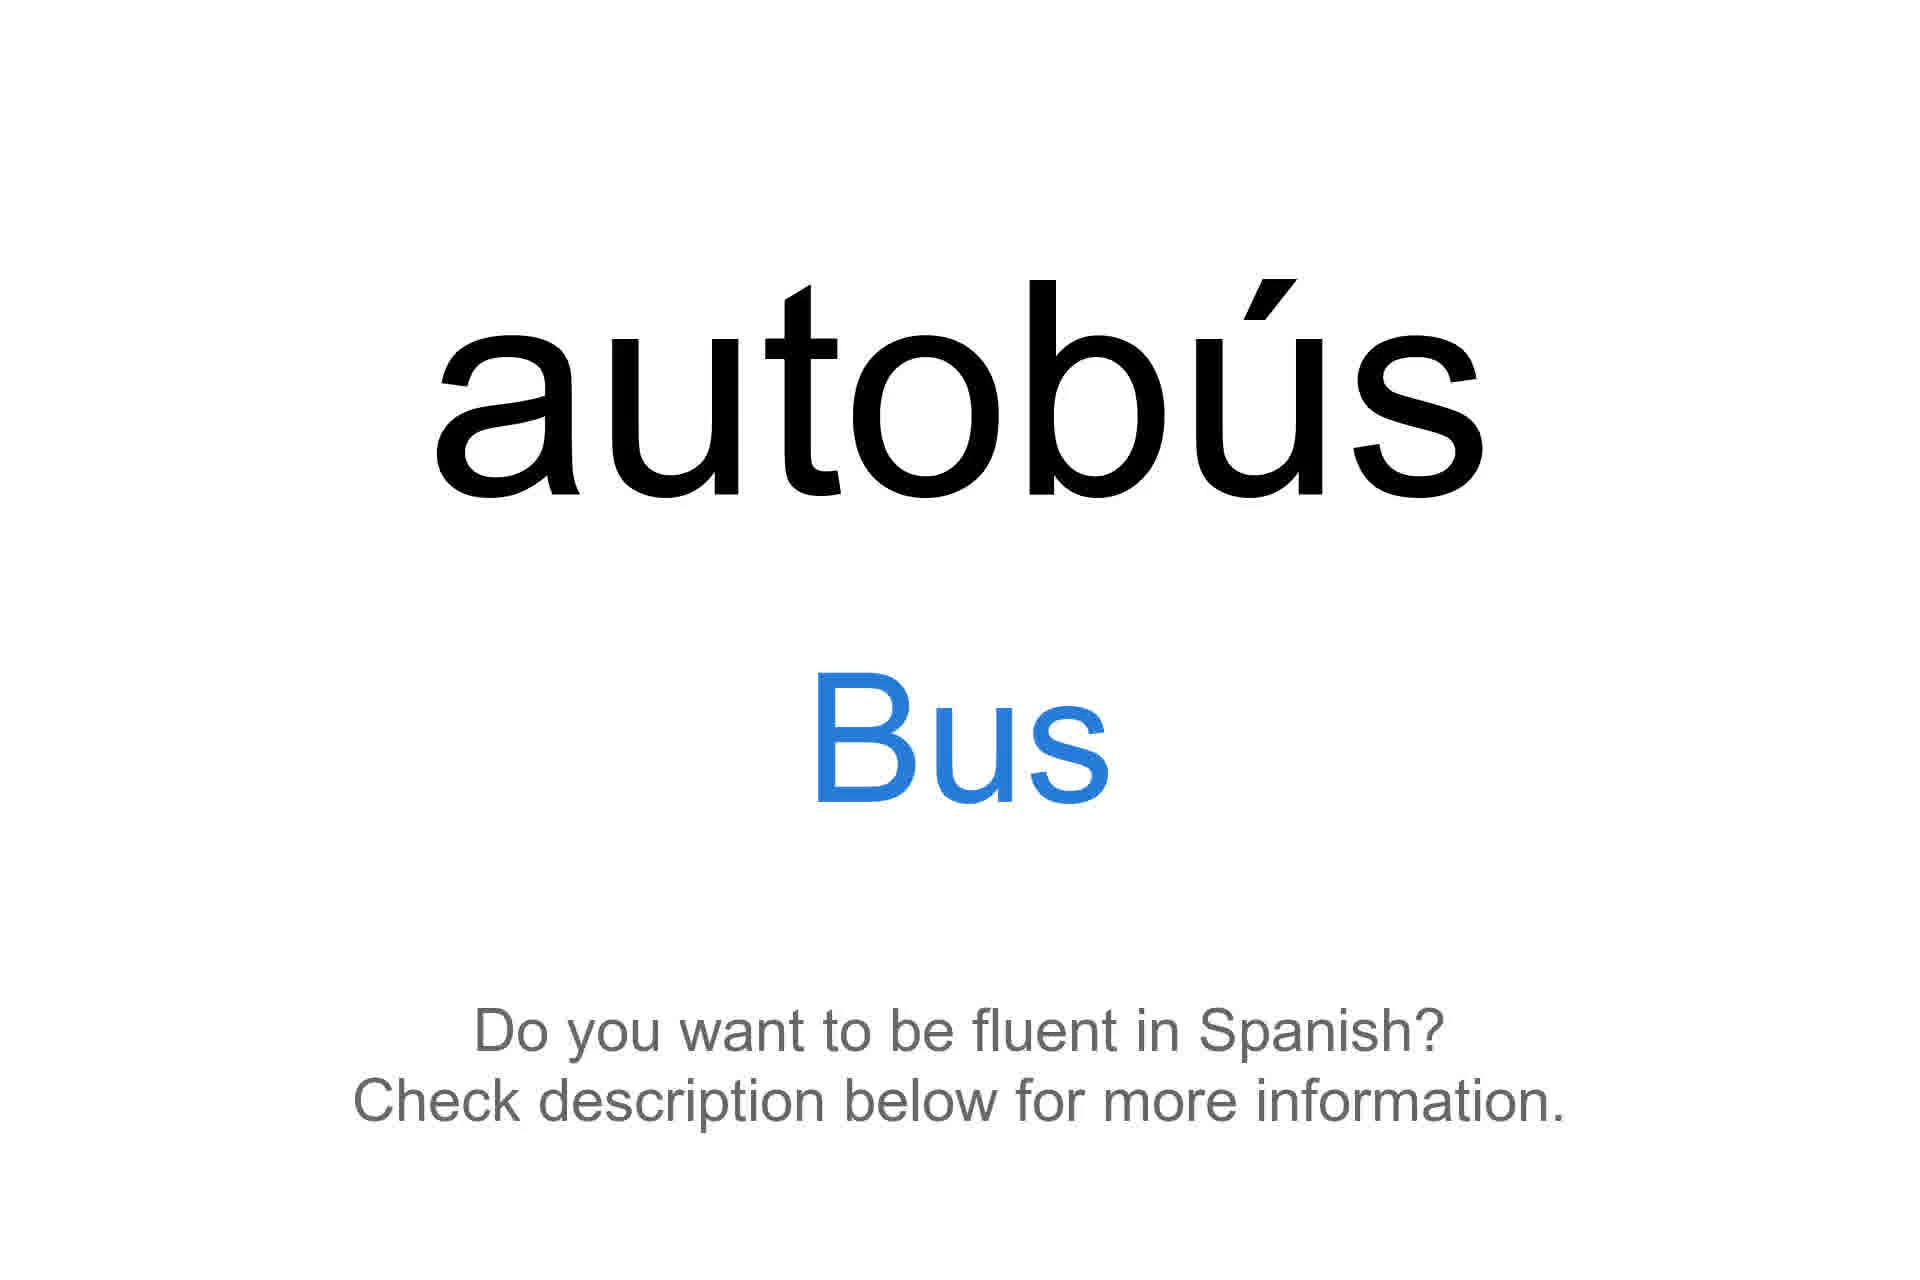 autobús
Bus
Do you want to be fluent in Spanish?
Check description below for more information.